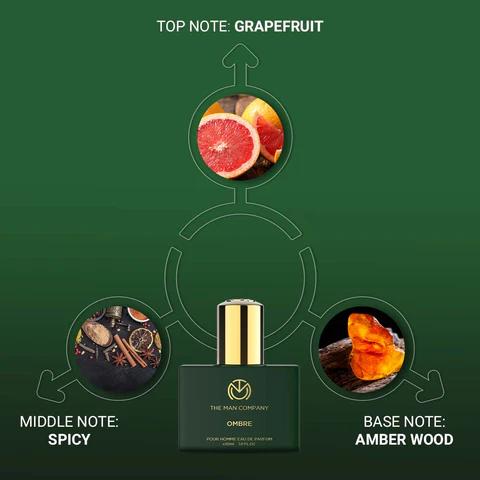 TOP NOTE: GRAPEFRUIT
MIDDLE NOTE:
SPICY
BASE NOTE:
AMBER WOOD
THE MAN COMPANY
OMBRE
POUR HOMME EAU DE PARFUM